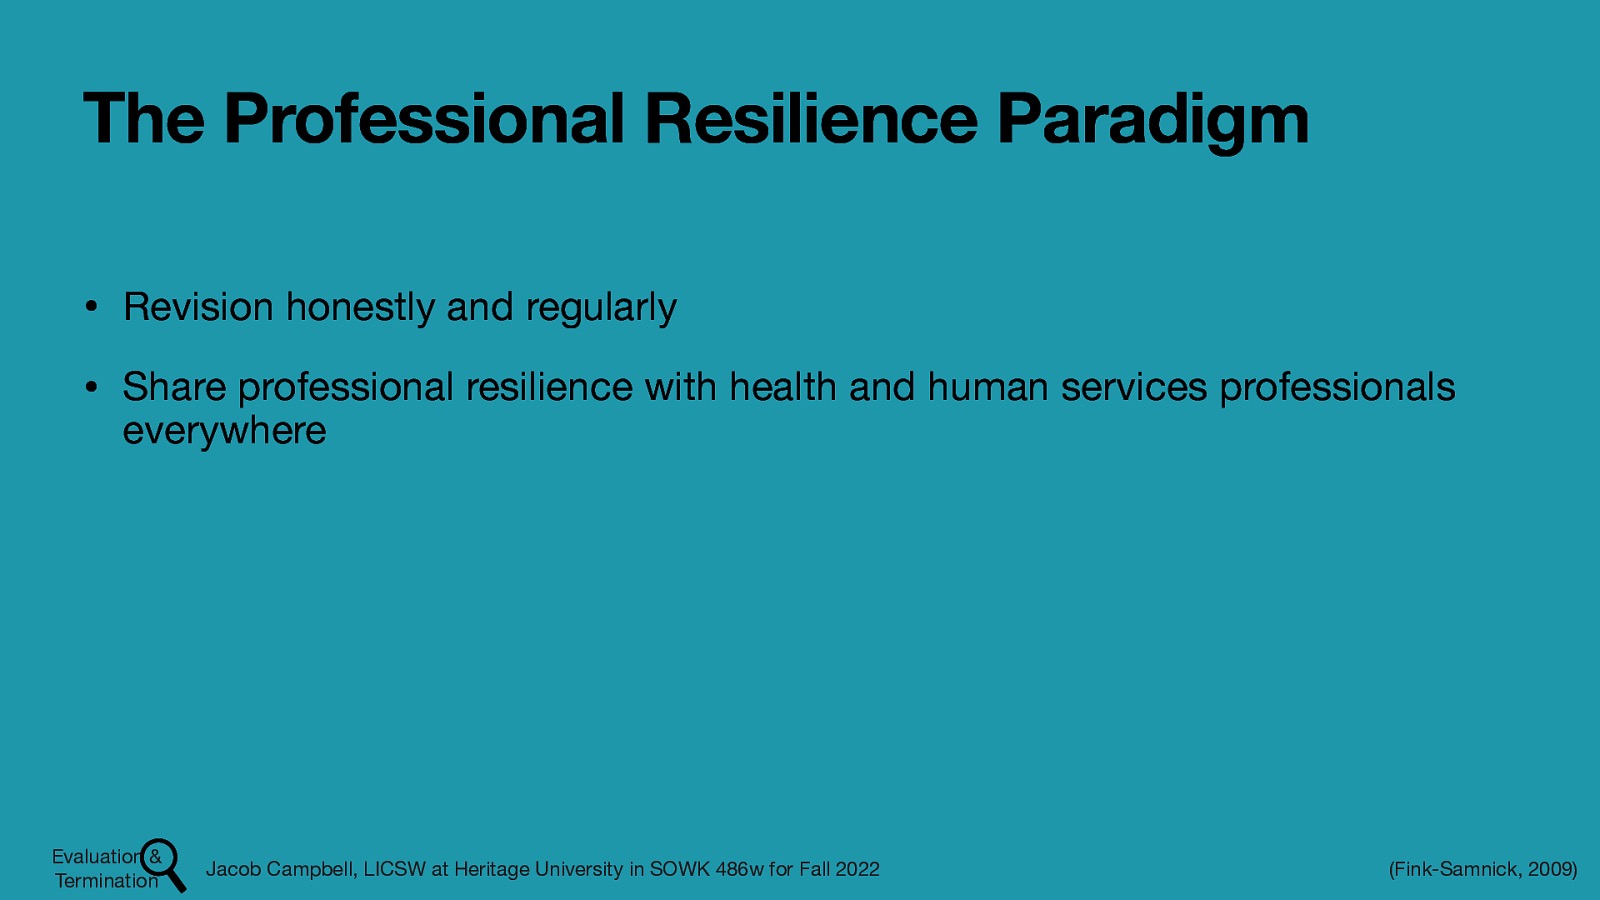 The Professional Resilience Paradigm
• Revision honestly and regularly
• Share professional resilience with health and human services professionals
everywhere
Evaluation &
Termination
Jacob Campbell, LICSW at Heritage University in SOWK 486w for Fall 2022
(Fink-Samnick, 2009)